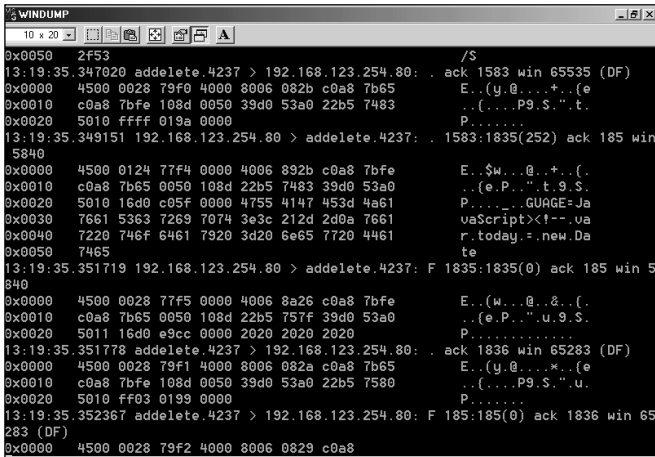 WINDUMP
10 x 20
A
0x0050 2f53 /S
13:19:35.347020 addelete.4237 > 192.168.123.254.80: . ack 1583 win 65535 (DF)
0x0000 4500 0028 79f0 4000 8006 082b c0a8 7b65 E..(y.@....+..{e
0x0010 c0a8 7bfe 108d 0050 39d0 53a0 22b5 7483 ..{....P9.S.".t.
0x0020 5010 ffff 019a 0000 P.......
13:19:35.349151 192.168.123.254.80 > addelete.4237: . 1583:1835(252) ack 185 win
5840
0x0000 4500 0124 77f4 0000 4006 892b c0a8 7bfe E..$w...@..+..{.
0x0010 c0a8 7b65 0050 108d 22b5 7483 39d0 53a0 ..{e.P..".t.9.S.
0x0020 5010 16d0 c05f 0000 4755 4147 453d 4a61 P...._..GUAGE=Ja
0x0030 7661 5363 7269 7074 3e3c 212d 2d0a 7661 vaScript><!--.va
0x0040 7220 746f 6461 7920 3d20 6e65 7720 4461 r.today.=.new.Da
0x0050 7465 te
13:19:35.351719 192.168.123.254.80 > addelete.4237: F 1835:1835(0) ack 185 win 5
840
0x0000 4500 0028 77f5 0000 4006 8a26 c0a8 7bfe E..(w...@..&..{.
0x0010 c0a8 7b65 0050 108d 22b5 757f 39d0 53a0 ..{e.P..".u.9.S.
0x0020 5011 16d0 e9cc 0000 2020 2020 2020 P.............
13:19:35.351778 addelete.4237 > 192.168.123.254.80: . ack 1836 win 65283 (DF)
0x0000 4500 0028 79f1 4000 8006 082a c0a8 7b65 E..(y.@....*..{e
0x0010 c0a8 7bfe 108d 0050 39d0 53a0 22b5 7580 ..{....P9.S.".u.
0x0020 5010 ff03 0199 0000 P.......
13:19:35.352367 addelete.4237 > 192.168.123.254.80: F 185:185(0) ack 1836 win 65
283 (DF)
0x0000 4500 0028 79f2 4000 8006 0829 c0a8